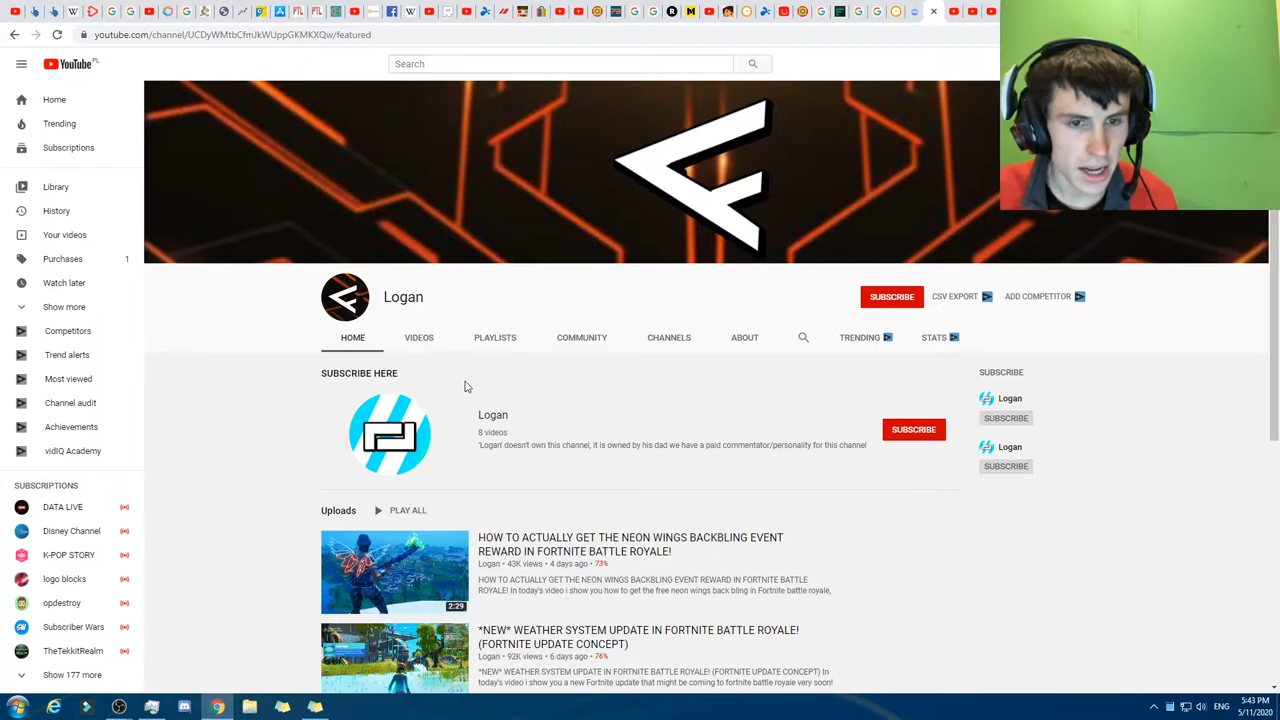 youtube.com/channel/UCDyWMtbCfmJkWUppGKMKXQw/featured
YouTube PL
Search
Home
Trending
Subscriptions
Library
History
Your videos
Purchases 1
Watch later
Show more
Competitors
Trend alerts
Most viewed
Channel audit
Achievements
vidIQ Academy
SUBSCRIPTIONS
DATA LIVE
Disney Channel
K-POP STORY
logo blocks
opdestroy
Subscriber Wars
TheTekkitRealm
Show 177 more
Logan
SUBSCRIBE CSV EXPORT ADD COMPETITOR
HOME VIDEOS PLAYLISTS COMMUNITY CHANNELS ABOUT TRENDING STATS
SUBSCRIBE HERE
Logan
8 videos
'Logan' doesn't own this channel, it is owned by his dad we have a paid commentator/personality for this channel
SUBSCRIBE
SUBSCRIBE
Logan
SUBSCRIBE
Logan
SUBSCRIBE
Uploads PLAY ALL
2:29
HOW TO ACTUALLY GET THE NEON WINGS BACKBLING EVENT
REWARD IN FORTNITE BATTLE ROYALE!
Logan • 43K views • 4 days ago • 73%
HOW TO ACTUALLY GET THE NEON WINGS BACKBLING EVENT REWARD IN FORTNITE BATTLE
ROYALE! In today's video i show you how to get the free neon wings back bling in Fortnite battle royale,
*NEW* WEATHER SYSTEM UPDATE IN FORTNITE BATTLE ROYALE!
(FORTNITE UPDATE CONCEPT)
Logan • 92K views • 6 days ago • 76%
*NEW* WEATHER SYSTEM UPDATE IN FORTNITE BATTLE ROYALE! (FORTNITE UPDATE CONCEPT) In
today's video i show you a new Fortnite update that might be coming to fortnite battle royale very soon!
ENG
5:43 PM
5/11/2020